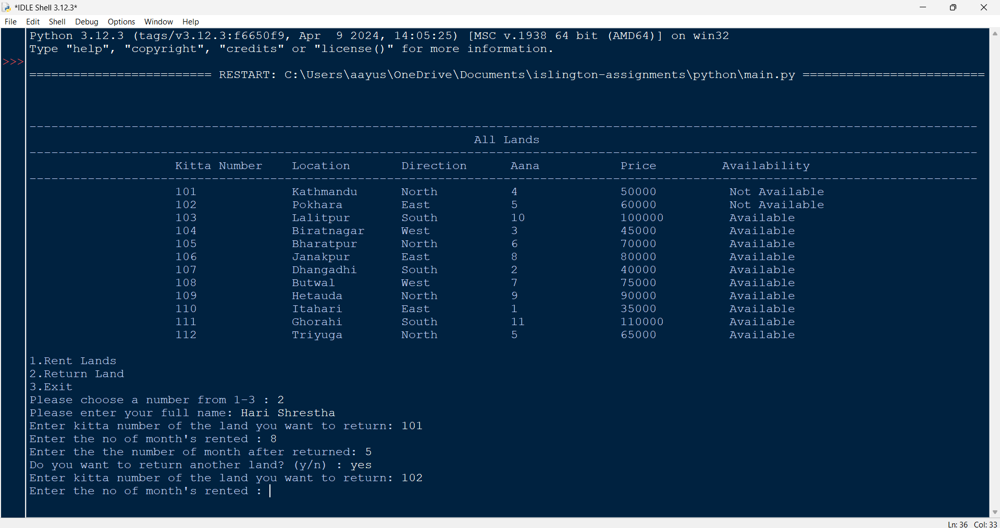 *IDLE Shell 3.12.3*
File Edit Shell Debug Options Window Help
Python 3.12.3 (tags/v3.12.3:f6650f9, Apr  9 2024, 14:05:25) [MSC v.1938 64 bit (AMD64)] on win32
Type "help", "copyright", "credits" or "license()" for more information.
>>>
========================= RESTART: C:\Users\aayus\OneDrive\Documents\islington-assignments\python\main.py =========================
----------------------------------------------------------------------------------------------------------------------------------
All Lands
----------------------------------------------------------------------------------------------------------------------------------
Kitta Number Location Direction Aana Price Availability
----------------------------------------------------------------------------------------------------------------------------------
101 Kathmandu North 4 50000 Not Available
102 Pokhara East 5 60000 Not Available
103 Lalitpur South 10 100000 Available
104 Biratnagar West 3 45000 Available
105 Bharatpur North 6 70000 Available
106 Janakpur East 8 80000 Available
107 Dhangadhi South 2 40000 Available
108 Butwal West 7 75000 Available
109 Hetauda North 9 90000 Available
110 Itahari East 1 35000 Available
111 Ghorahi South 11 110000 Available
112 Triyuga North 5 65000 Available
1.Rent Lands
2.Return Land
3.Exit
Please choose a number from 1-3 : 2
Please enter your full name: Hari Shrestha
Enter kitta number of the land you want to return: 101
Enter the no of month's rented : 8
Enter the the number of month after returned: 5
Do you want to return another land? (y/n) : yes
Enter kitta number of the land you want to return: 102
Enter the no of month's rented :
Ln: 36 Col: 33